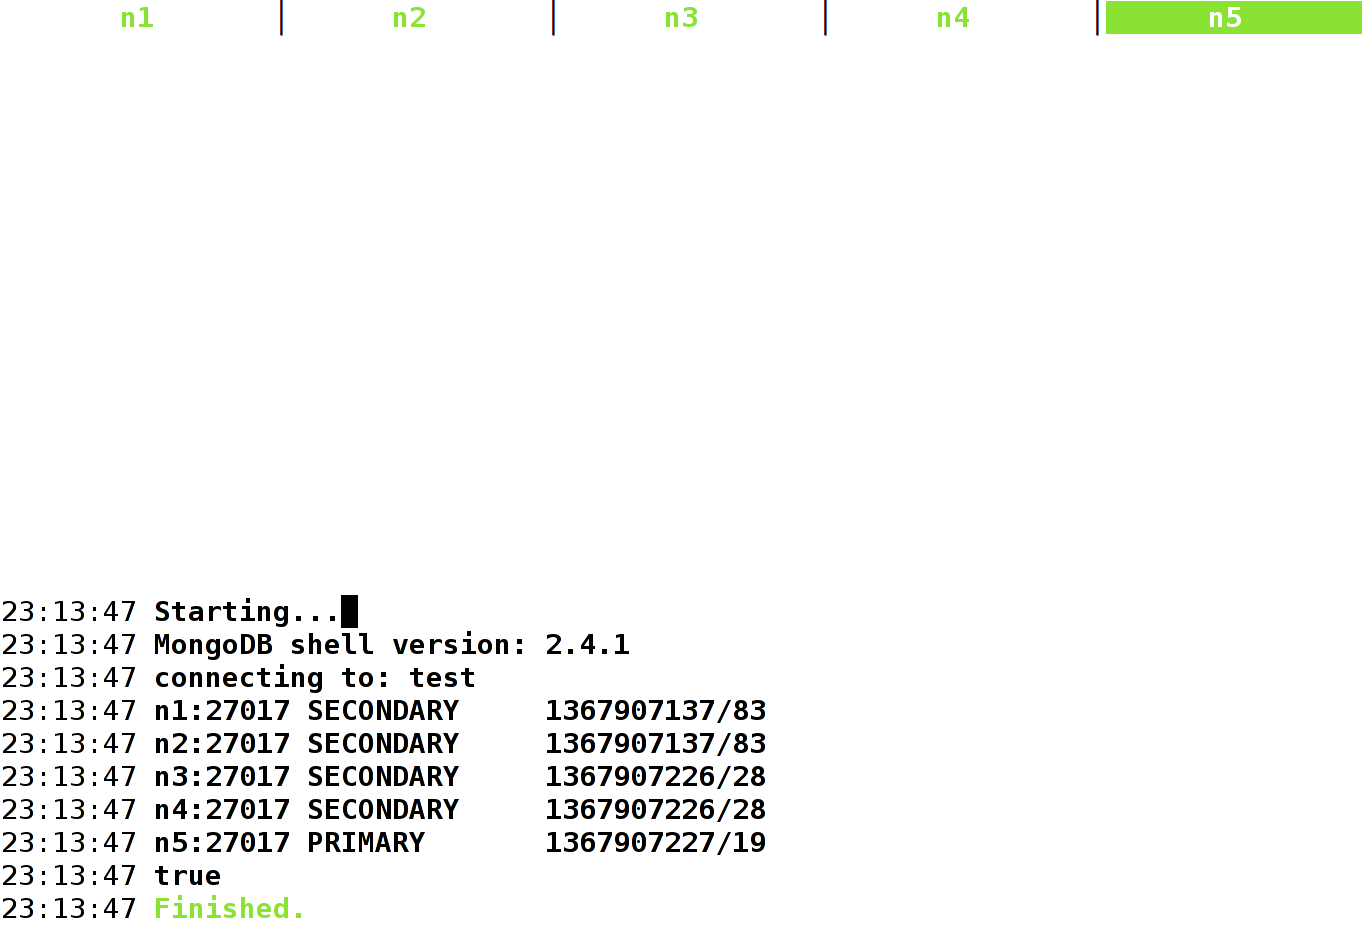 n1 | n2 | n3 | n4 | n5
23:13:47 Starting...
23:13:47 MongoDB shell version: 2.4.1
23:13:47 connecting to: test
23:13:47 n1:27017 SECONDARY     1367907137/83
23:13:47 n2:27017 SECONDARY     1367907137/83
23:13:47 n3:27017 SECONDARY     1367907226/28
23:13:47 n4:27017 SECONDARY     1367907226/28
23:13:47 n5:27017 PRIMARY       1367907227/19
23:13:47 true
23:13:47 Finished.